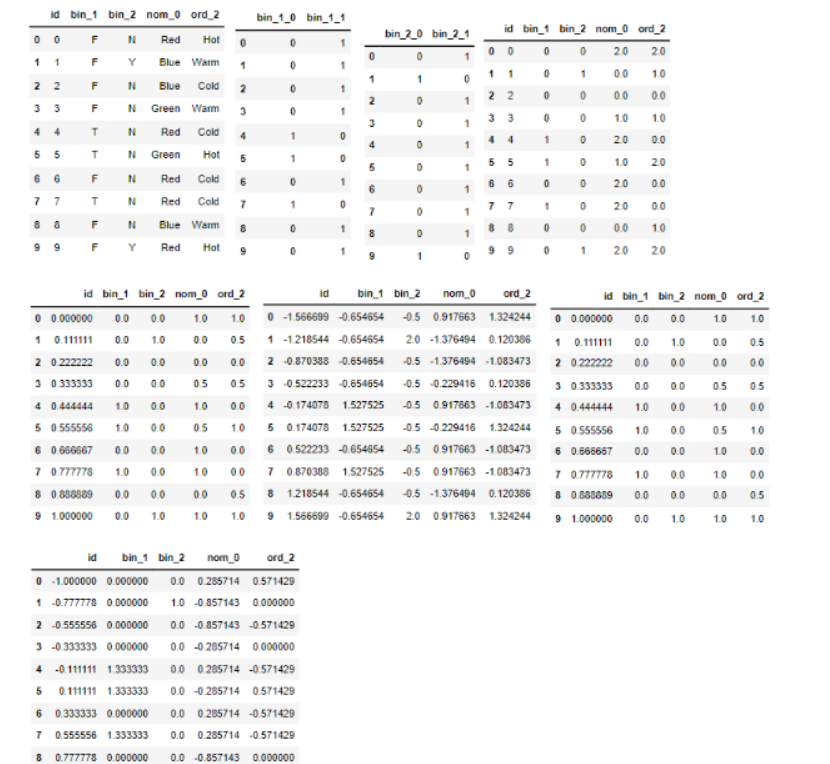 id bin_1 bin_2 nom_0 ord_2
0 0 F N Red Hot
1 1 F Y Blue Warm
2 2 F N Blue Cold
3 3 F N Green Warm
4 4 T N Red Cold
5 5 T N Green Hot
6 6 F N Red Cold
7 7 T N Red Cold
8 8 F N Blue Warm
9 9 F Y Red Hot
bin_1_0 bin_1_1
0 0 1
1 0 1
2 0 1
3 0 1
4 1 0
5 1 0
6 0 1
7 1 0
8 0 1
9 0 1
bin_2_0 bin_2_1
0 0 1
1 1 0
2 0 1
3 0 1
4 0 1
5 0 1
6 0 1
7 0 1
8 0 1
9 1 0
id bin_1 bin_2 nom_0 ord_2
0 0 0 0 2.0 2.0
1 1 0 1 0.0 1.0
2 2 0 0 0.0 0.0
3 3 0 0 1.0 1.0
4 4 1 0 2.0 0.0
5 5 1 0 1.0 2.0
6 6 0 0 2.0 0.0
7 7 1 0 2.0 0.0
8 8 0 0 0.0 1.0
9 9 0 1 2.0 2.0
id bin_1 bin_2 nom_0 ord_2
0 0.000000 0.0 0.0 1.0 1.0
1 0.111111 0.0 1.0 0.0 0.5
2 0.222222 0.0 0.0 0.0 0.0
3 0.333333 0.0 0.0 0.5 0.5
4 0.444444 1.0 0.0 1.0 0.0
5 0.555556 1.0 0.0 0.5 1.0
6 0.666667 0.0 0.0 1.0 0.0
7 0.777778 1.0 0.0 1.0 0.0
8 0.888889 0.0 0.0 0.0 0.5
9 1.000000 0.0 1.0 1.0 1.0
id bin_1 bin_2 nom_0 ord_2
0 -1.566699 -0.654654 -0.5 0.917663 1.324244
1 -1.218544 -0.654654 2.0 -1.376494 0.120386
2 -0.870388 -0.654654 -0.5 -1.376494 -1.083473
3 -0.522233 -0.654654 -0.5 -0.229416 0.120386
4 -0.174078 1.527525 -0.5 0.917663 -1.083473
5 0.174078 1.527525 -0.5 -0.229416 1.324244
6 0.522233 -0.654654 -0.5 0.917663 -1.083473
7 0.870388 1.527525 -0.5 0.917663 -1.083473
8 1.218544 -0.654654 -0.5 -1.376494 0.120386
9 1.566699 -0.654654 2.0 0.917663 1.324244
id bin_1 bin_2 nom_0 ord_2
0 0.000000 0.0 0.0 1.0 1.0
1 0.111111 0.0 1.0 0.0 0.5
2 0.222222 0.0 0.0 0.0 0.0
3 0.333333 0.0 0.0 0.5 0.5
4 0.444444 1.0 0.0 1.0 0.0
5 0.555556 1.0 0.0 0.5 1.0
6 0.666667 0.0 0.0 1.0 0.0
7 0.777778 1.0 0.0 1.0 0.0
8 0.888889 0.0 0.0 0.0 0.5
9 1.000000 0.0 1.0 1.0 1.0
id bin_1 bin_2 nom_0 ord_2
0 -1.000000 0.000000 0.0 0.285714 0.571429
1 -0.777778 0.000000 1.0 -0.857143 0.000000
2 -0.555556 0.000000 0.0 -0.857143 -0.571429
3 -0.333333 0.000000 0.0 -0.285714 0.000000
4 -0.111111 1.333333 0.0 0.285714 -0.571429
5 0.111111 1.333333 0.0 -0.285714 0.571429
6 0.333333 0.000000 0.0 0.285714 -0.571429
7 0.555556 1.333333 0.0 0.285714 -0.571429
8 0.777778 0.000000 0.0 -0.857143 0.000000